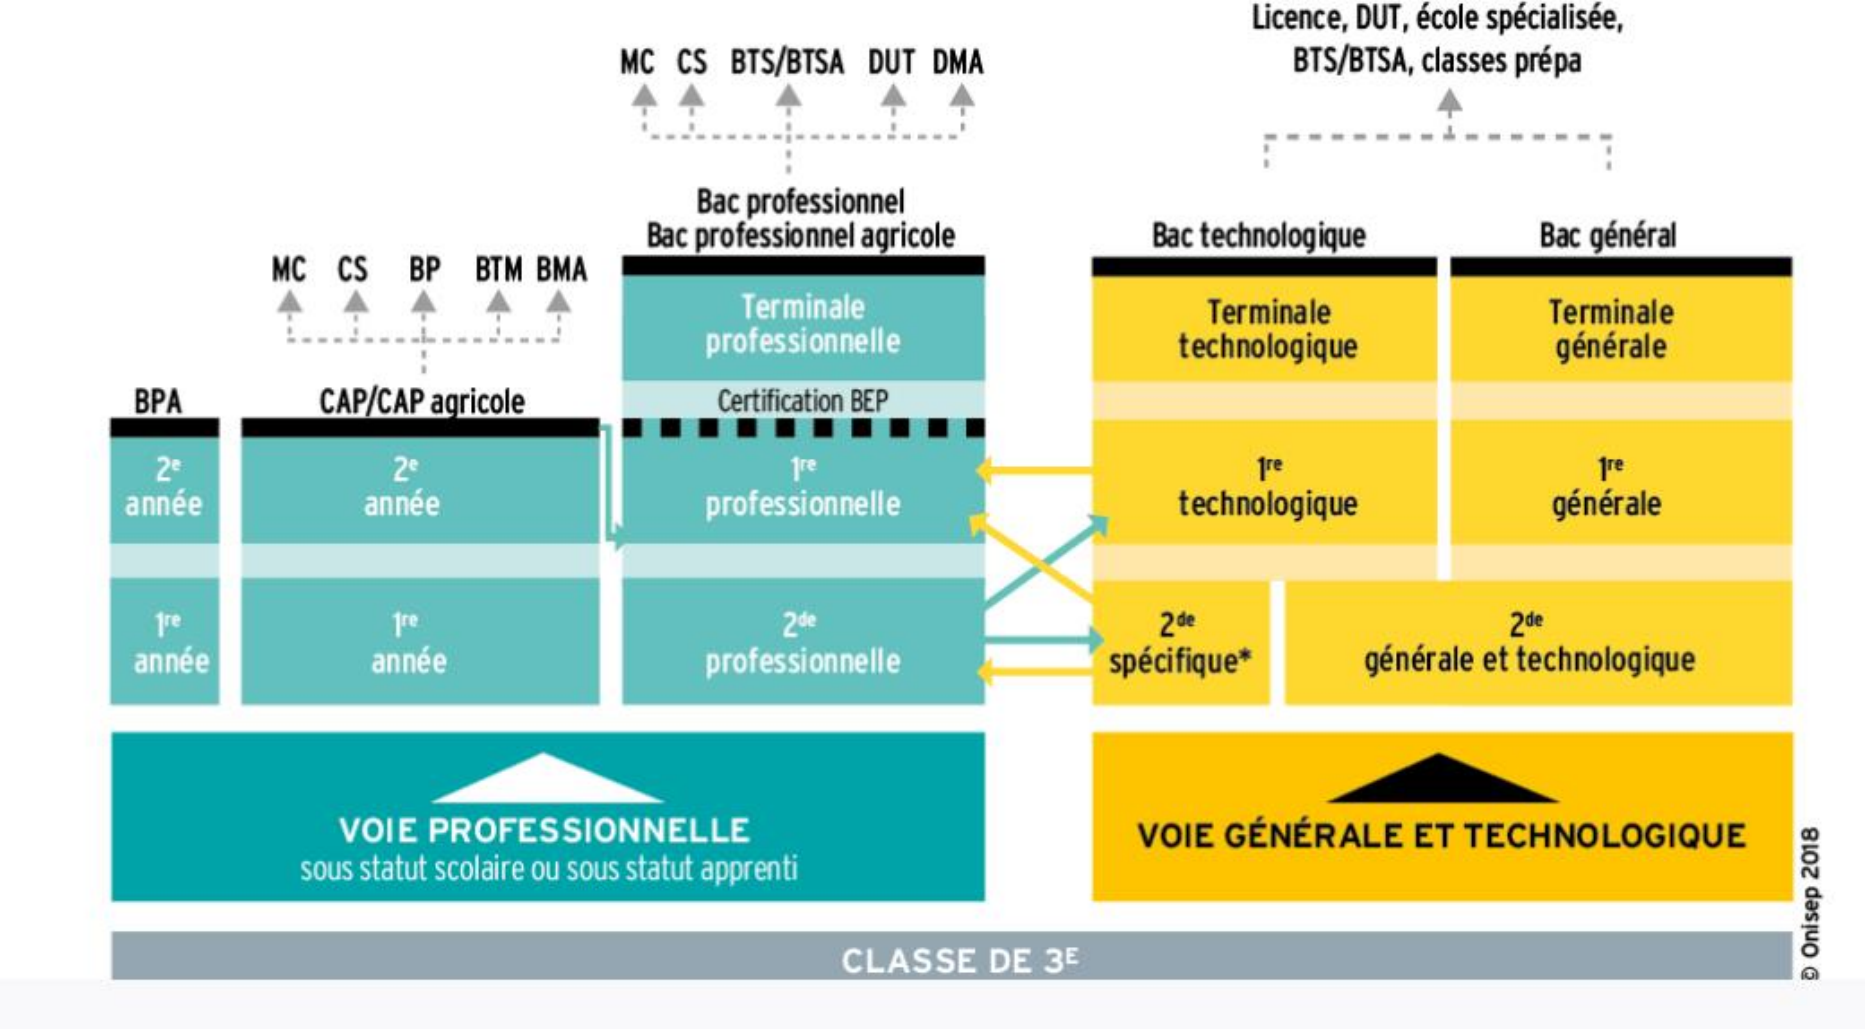 Licence, DUT, école spécialisée,
BTS/BTSA, classes prépa
MC CS BTS/BTSA DUT DMA
Bac professionnel
Bac professionnel agricole
Bac technologique
Bac général
MC CS BP BTM BMA
Terminale
professionnelle
Terminale
technologique
Terminale
générale
BPA
CAP/CAP agricole
Certification BEP
2e
année
2e
année
1re
professionnelle
1re
technologique
1re
générale
1re
année
1re
année
2de
professionnelle
2de
spécifique*
2de
générale et technologique
VOIE PROFESSIONNELLE
sous statut scolaire ou sous statut apprenti
VOIE GÉNÉRALE ET TECHNOLOGIQUE
CLASSE DE 3E
© Onisep 2018